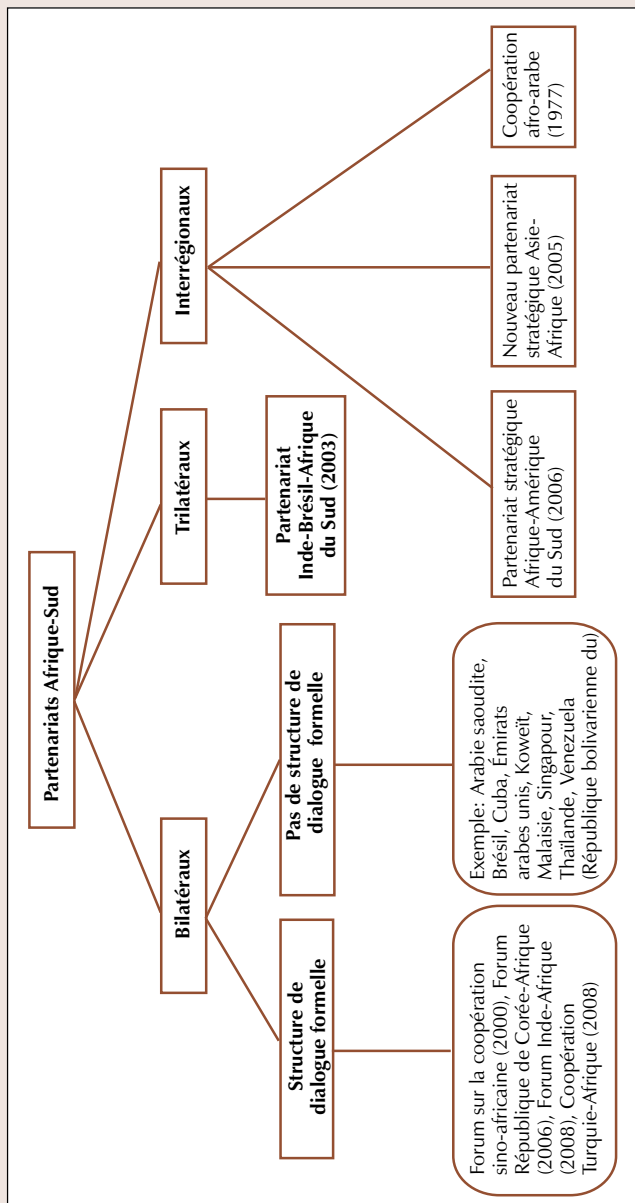 Partenariats Afrique-Sud
Bilatéraux
Trilatéraux
Interrégionaux
Structure de
dialogue formelle
Pas de structure de
dialogue formelle
Partenariat
Inde-Brésil-Afrique
du Sud (2003)
Forum sur la coopération
sino-africaine (2000), Forum
République de Corée-Afrique
(2006), Forum Inde-Afrique
(2008), Coopération
Turquie-Afrique (2008)
Exemple: Arabie saoudite,
Brésil, Cuba, Émirats
arabes unis, Koweït,
Malaisie, Singapour,
Thaïlande, Venezuela
(République bolivarienne du)
Partenariat stratégique
Afrique-Amérique
du Sud (2006)
Nouveau partenariat
stratégique Asie-
Afrique (2005)
Coopération
afro-arabe
(1977)